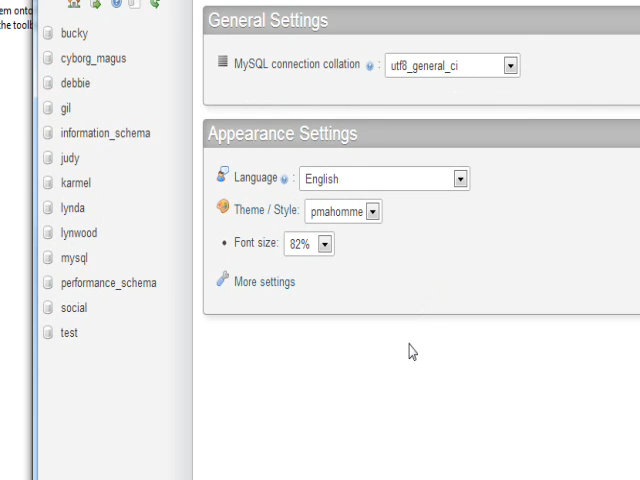 em onto
the toolb
bucky
cyborg_magus
debbie
gil
information_schema
judy
karmel
lynda
lynwood
mysql
performance_schema
social
test
General Settings
MySQL connection collation : utf8_general_ci
Appearance Settings
Language : English
Theme / Style: pmahomme
Font size: 82%
More settings